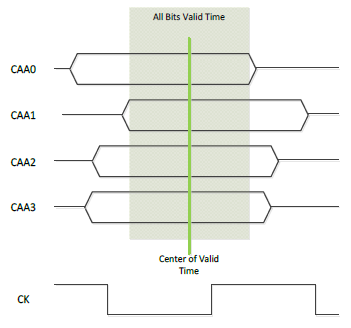 All Bits Valid Time
CAA0
CAA1
CAA2
CAA3
Center of Valid
Time
CK